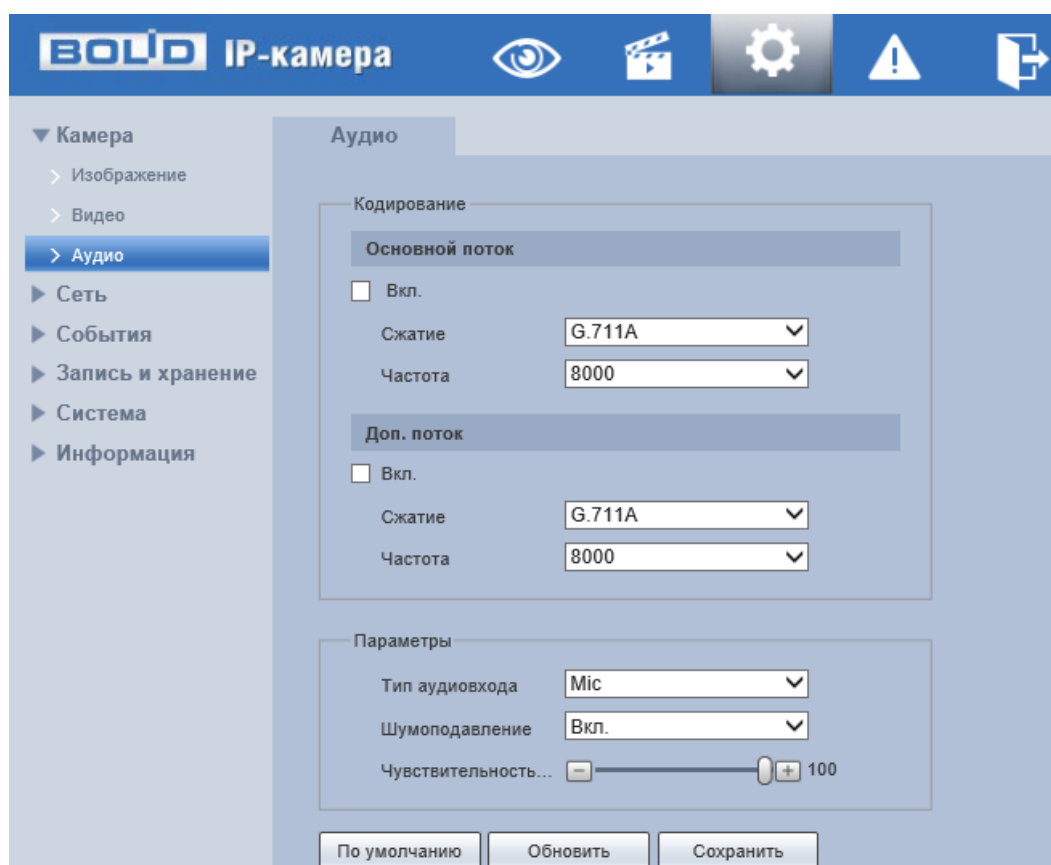 BOLID IP-камера
Камера
Изображение
Видео
Аудио
Сеть
События
Запись и хранение
Система
Информация
Аудио
Кодирование
Основной поток
Вкл.
Сжатие G.711A
Частота 8000
Доп. поток
Вкл.
Сжатие G.711A
Частота 8000
Параметры
Тип аудиовхода Mic
Шумоподавление Вкл.
Чувствительность... 100
По умолчанию Обновить Сохранить